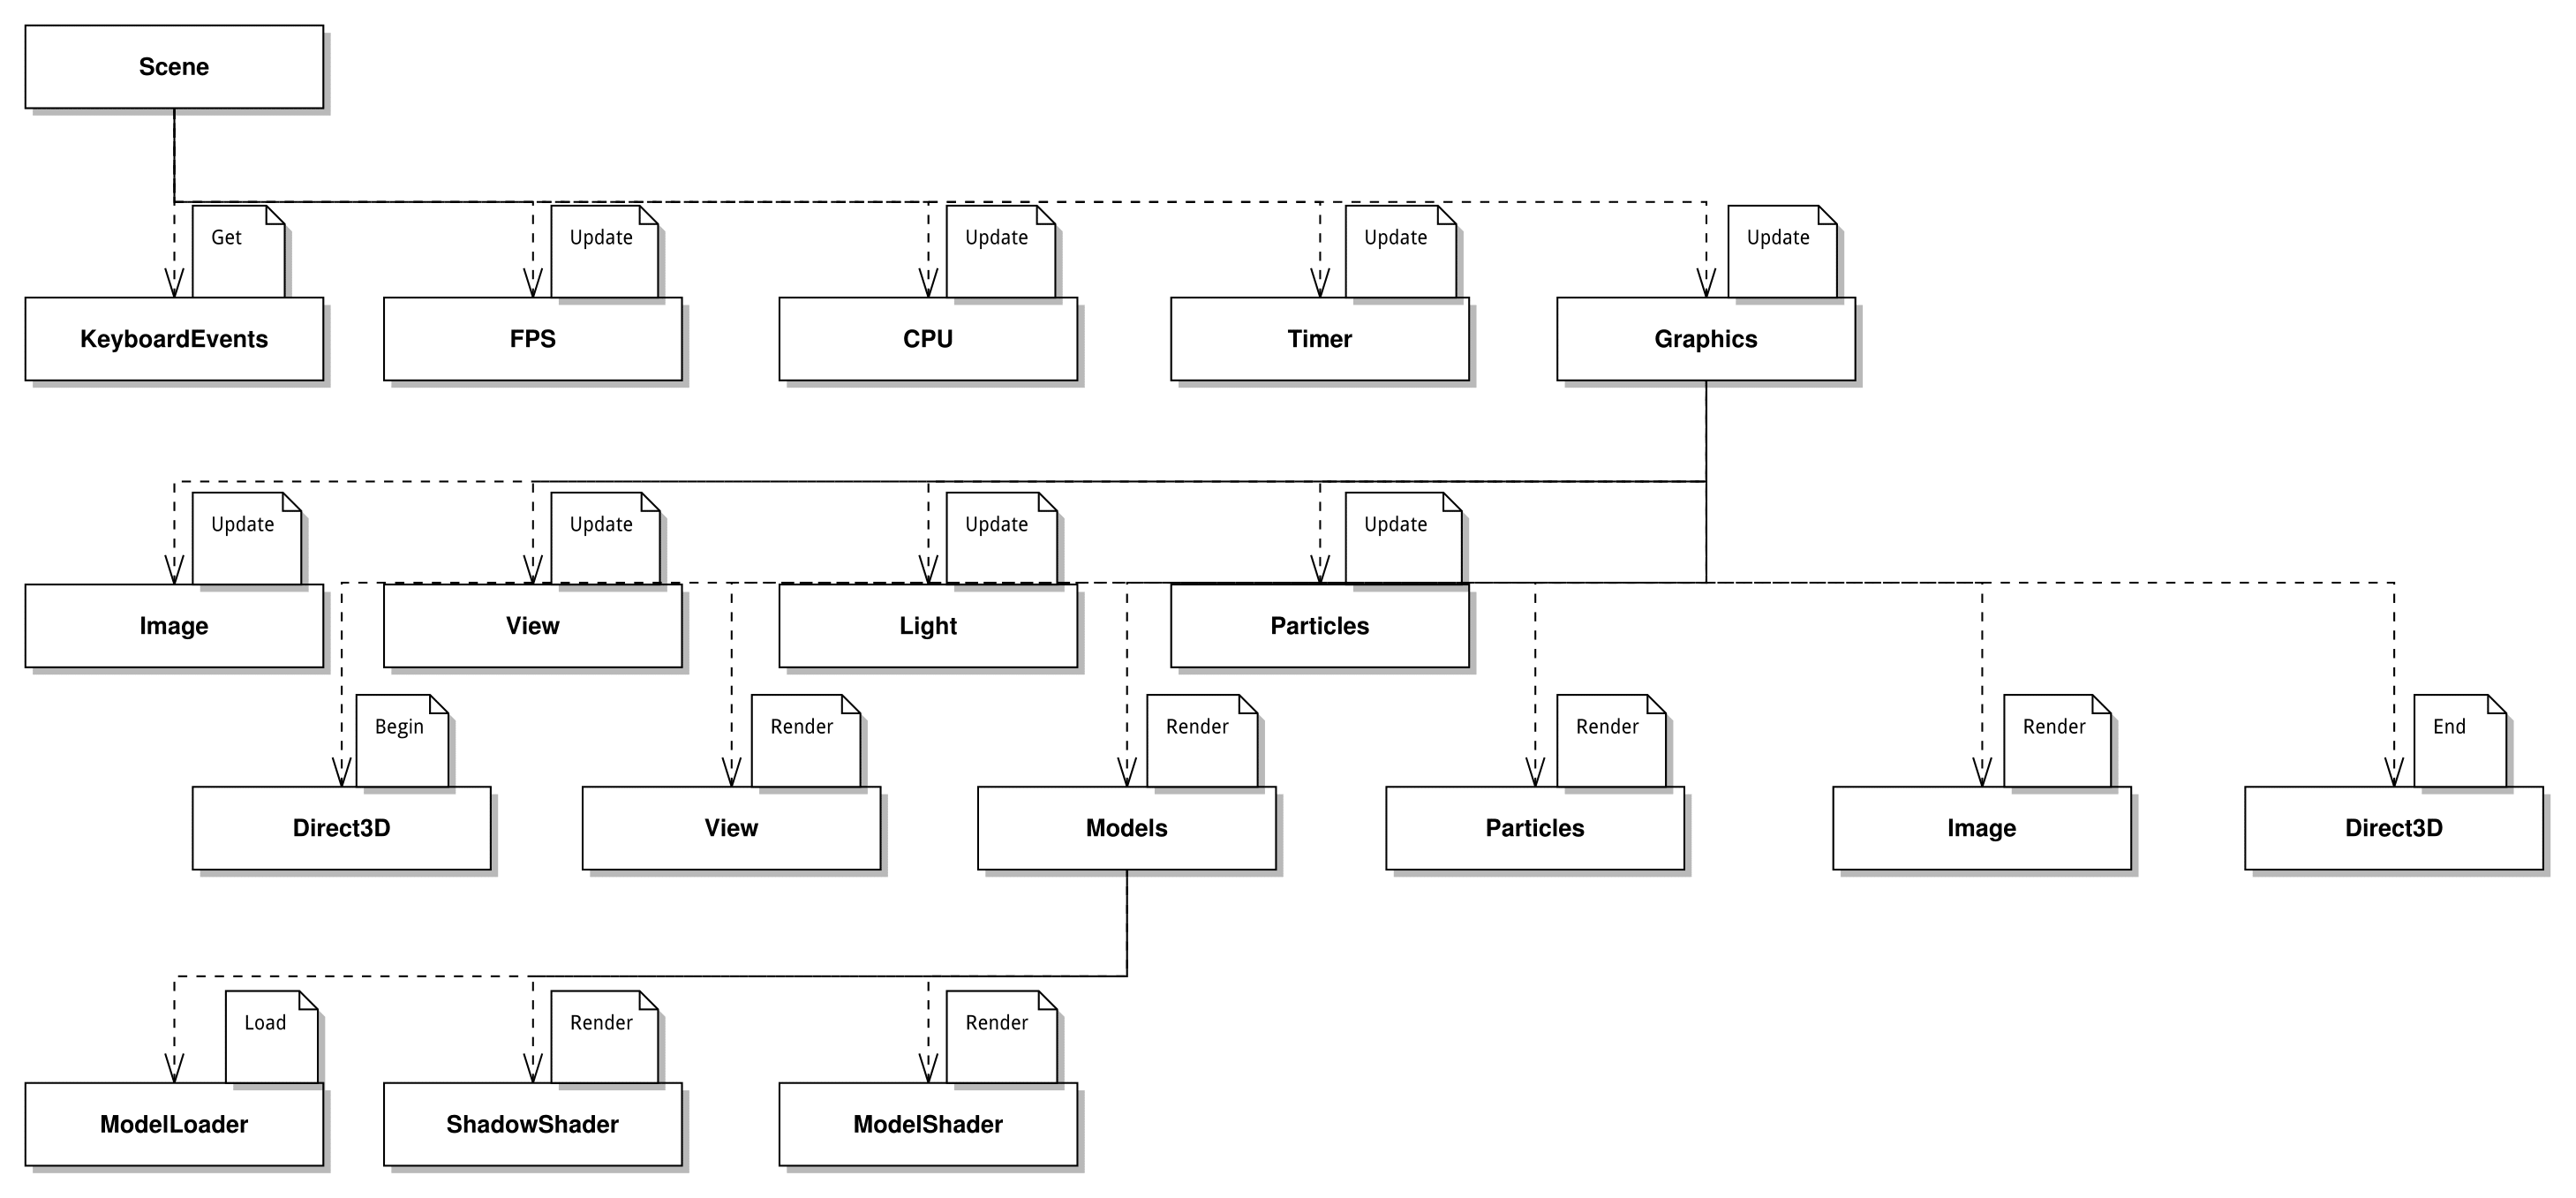 Scene
Get
Update
Update
Update
Update
KeyboardEvents
FPS
CPU
Timer
Graphics
Update
Update
Update
Update
Image
View
Light
Particles
Begin
Render
Render
Render
Render
End
Direct3D
View
Models
Particles
Image
Direct3D
Load
Render
Render
ModelLoader
ShadowShader
ModelShader